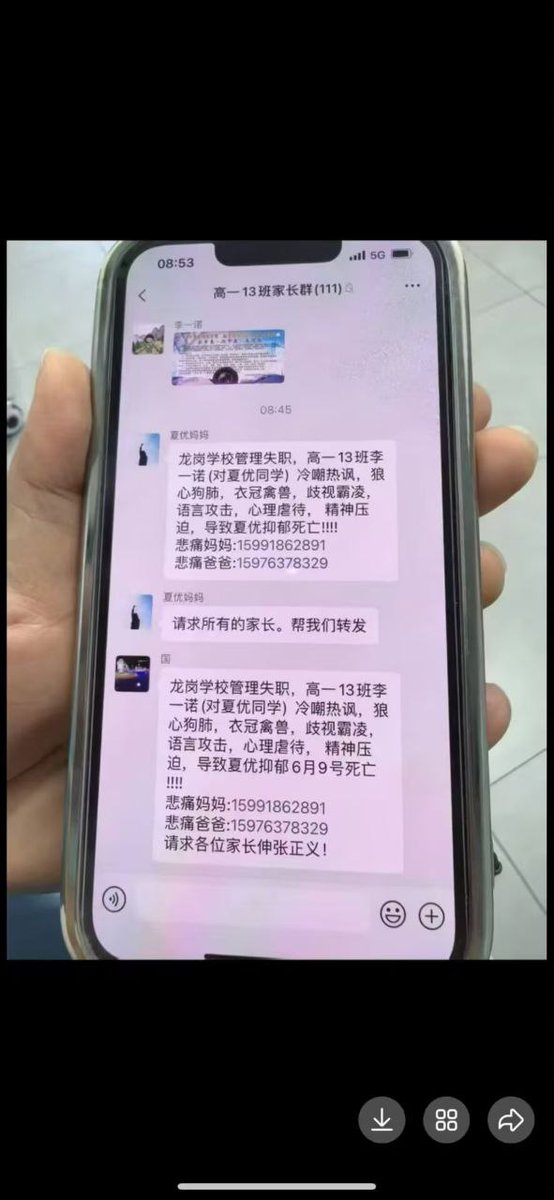 08:53
5G
高一13班家长群(111)
李一诺
08:45
夏优妈妈
龙岗学校管理失职，高一13班李
一诺(对夏优同学）冷嘲热讽，狼
心狗肺，衣冠禽兽，歧视霸凌，
语言攻击，心理虐待， 精神压
迫，导致夏优抑郁死亡!!!!
悲痛妈妈:15991862891
悲痛爸爸:15976378329
夏优妈妈
请求所有的家长。帮我们转发
国
龙岗学校管理失职，高一13班李
一诺(对夏优同学）冷嘲热讽，狼
心狗肺，衣冠禽兽，歧视霸凌，
语言攻击，心理虐待， 精神压
迫，导致夏优抑郁6月9号死亡
!!!!
悲痛妈妈:15991862891
悲痛爸爸:15976378329
请求各位家长伸张正义！